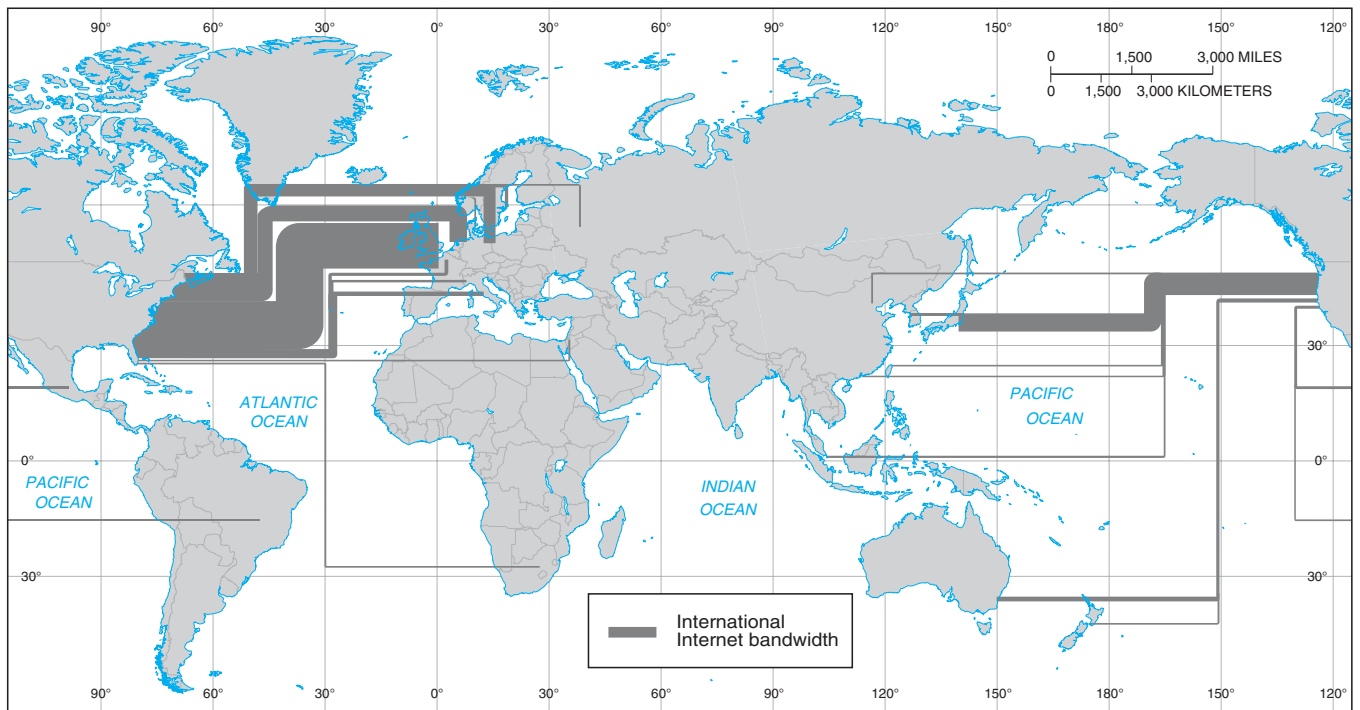 90° 60° 30° 0° 30° 60° 90° 120° 150° 180° 150° 120°
0 1,500 3,000 MILES
0 1,500 3,000 KILOMETERS
30° 30°
ATLANTIC
OCEAN
PACIFIC
OCEAN
0° 0°
PACIFIC
OCEAN
INDIAN
OCEAN
30° 30°
International
Internet bandwidth
90° 60° 30° 0° 30° 60° 90° 120° 150° 180° 150° 120°